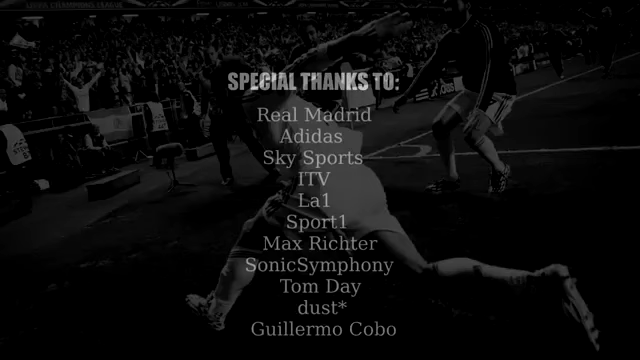 SPECIAL THANKS TO:
Real Madrid
Adidas
Sky Sports
ITV
La1
Sport1
Max Richter
SonicSymphony
Tom Day
dust*
Guillermo Cobo